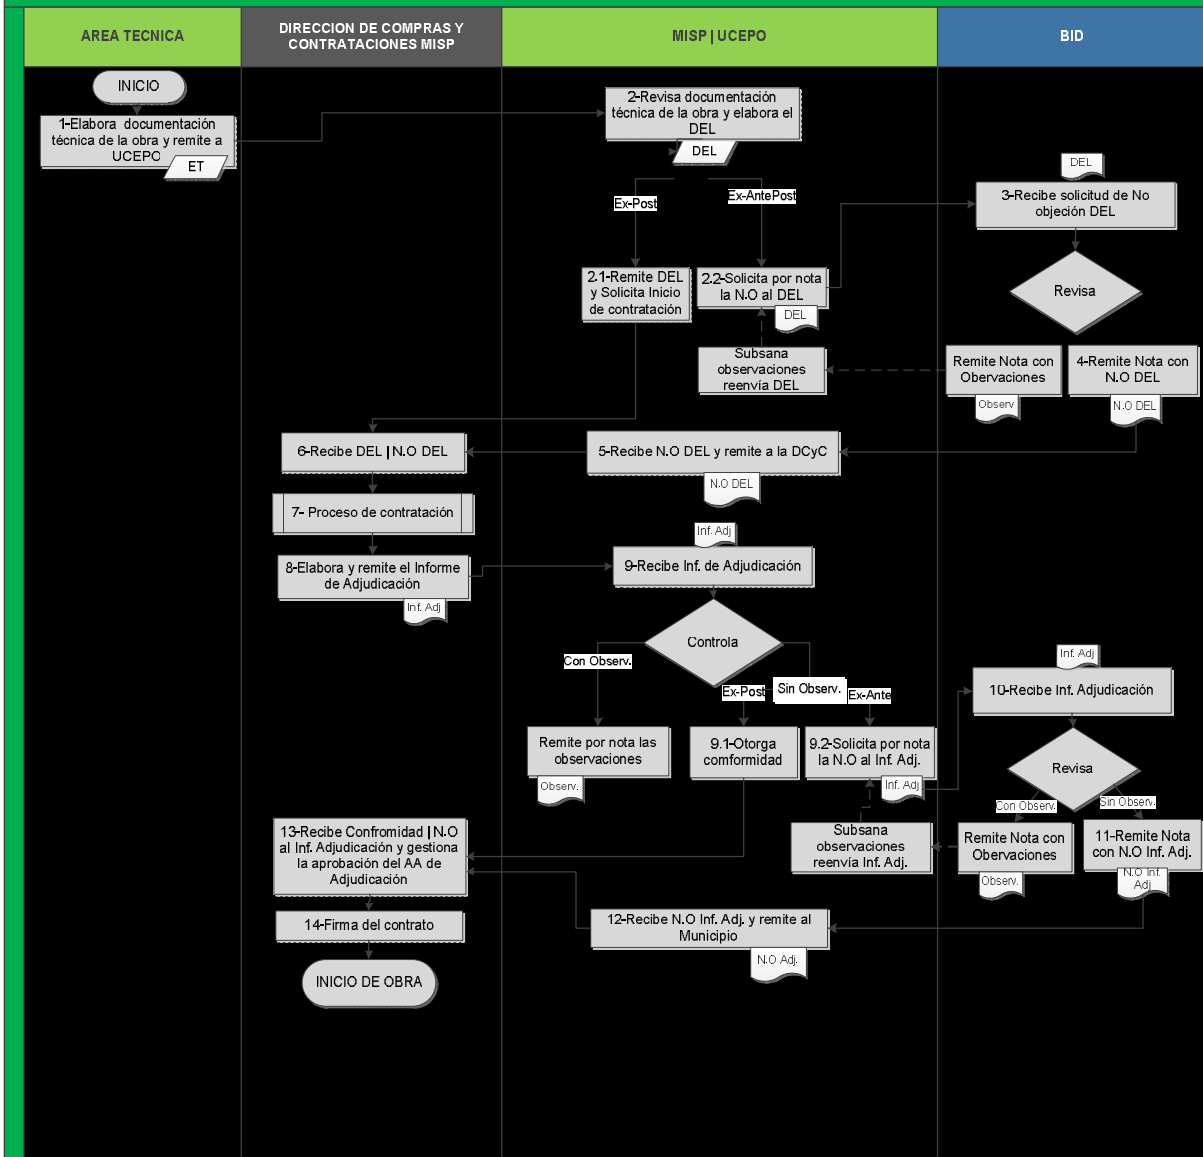 AREA TECNICA
DIRECCION DE COMPRAS Y
CONTRATACIONES MISP
MISP | UCEPO
BID
INICIO
1-Elabora documentación
técnica de la obra y remite a
UCEPO
ET
2-Revisa documentación
técnica de la obra y elabora el
DEL
DEL
Ex-Post
Ex-AntePost
DEL
3-Recibe solicitud de No
objeción DEL
Revisa
2.1-Remite DEL
y Solicita Inicio
de contratación
2.2-Solicita por nota
la N.O al DEL
DEL
Subsana
observaciones
reenvía DEL
Remite Nota con
Obervaciones
Observ
4-Remite Nota con
N.O DEL
N.O DEL
6-Recibe DEL | N.O DEL
5-Recibe N.O DEL y remite a la DCyC
N.O DEL
7- Proceso de contratación
8-Elabora y remite el Informe
de Adjudicación
Inf. Adj
Inf. Adj
9-Recibe Inf. de Adjudicación
Controla
Con Observ.
Sin Observ.
Ex-Post
Ex-Ante
Remite por nota las
observaciones
Observ.
9.1-Otorga
comformidad
9.2-Solicita por nota
la N.O al Inf. Adj.
Inf. Adj
Inf. Adj
10-Recibe Inf. Adjudicación
Revisa
Con Observ.
Sin Observ.
Subsana
observaciones
reenvía Inf. Adj.
Remite Nota con
Obervaciones
Observ.
11-Remite Nota
con N.O Inf. Adj.
N.O Inf.
Adj
13-Recibe Confromidad | N.O
al Inf. Adjudicación y gestiona
la aprobación del AA de
Adjudicación
12-Recibe N.O Inf. Adj. y remite al
Municipio
N.O Adj.
14-Firma del contrato
INICIO DE OBRA